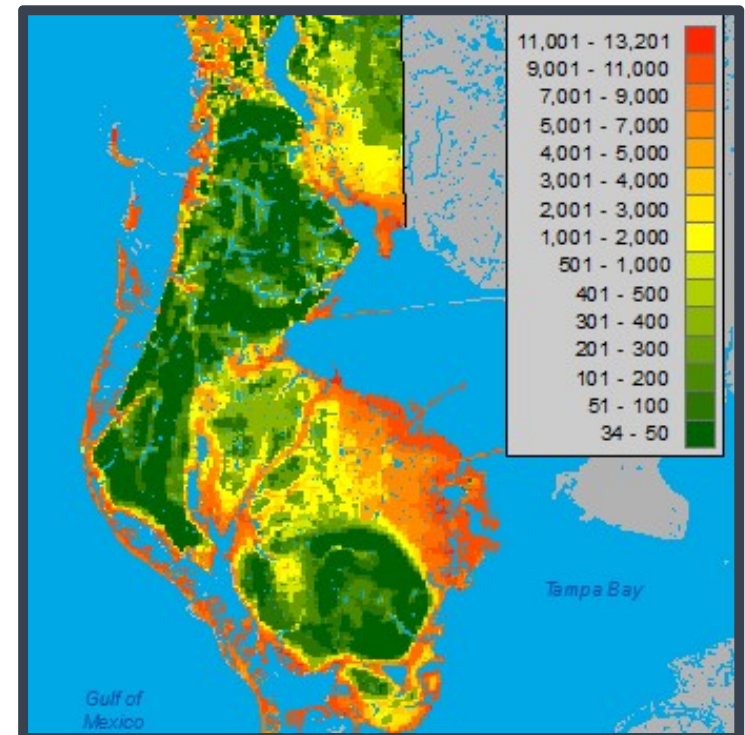 11,001 - 13,201
9,001 - 11,000
7,001 - 9,000
5,001 - 7,000
4,001 - 5,000
3,001 - 4,000
2,001 - 3,000
1,001 - 2,000
501 - 1,000
401 - 500
301 - 400
201 - 300
101 - 200
51 - 100
34 - 50
Tampa Bay
Gulf of
Mexico